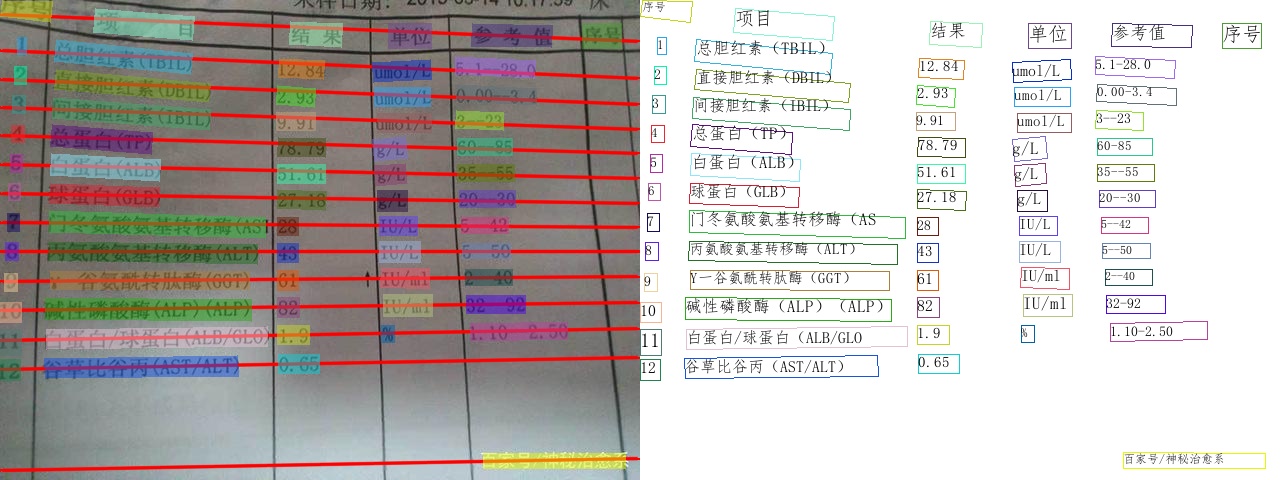 序号 项 目 结 果 单位 参 考 值 序号
1 总胆红素(TBIL) 12.84 umol/L 5.1--28.0
2 直接胆红素(DBIL) 2.93 umol/L 0.00--3.4
3 间接胆红素(IBIL) 9.91 umol/L 3--23
4 总蛋白(TP) 78.79 g/L 60--85
5 白蛋白(ALB) 51.61 g/L 35--55
6 球蛋白(GLB) 27.18 g/L 20--30
7 门冬氨酸氨基转移酶(AST 28 IU/L 5--42
8 丙氨酸氨基转移酶(ALT) 43 IU/L 5--50
9 谷氨酰转肽酶(GGT) 61 ↑ IU/ml 2--40
10 碱性磷酸酶(ALP)(ALP) 82 IU/ml 32--92
11 白蛋白/球蛋白(ALB/GLO) 1.9 % 1.10--2.50
12 谷草比谷丙(AST/ALT) 0.65
百家号/神秘治愈系
序号 项目 结果 单位 参考值 序号
1 总胆红素（TBIL） 12.84 umol/L 5.1-28.0
2 直接胆红素（DBIL） 2.93 umol/L 0.00-3.4
3 间接胆红素（IBIL） 9.91 umol/L 3--23
4 总蛋白（TP） 78.79 g/L 60-85
5 白蛋白（ALB） 51.61 g/L 35--55
6 球蛋白（GLB） 27.18 g/L 20--30
7 门冬氨酸氨基转移酶（AS 28 IU/L 5--42
8 丙氨酸氨基转移酶（ALT） 43 IU/L 5--50
9 Y一谷氨酰转肽酶（GGT） 61 IU/ml 2--40
10 碱性磷酸酶（ALP）（ALP） 82 IU/ml 32-92
11 白蛋白/球蛋白（ALB/GLO 1.9 % 1.10-2.50
12 谷草比谷丙（AST/ALT） 0.65
百家号/神秘治愈系